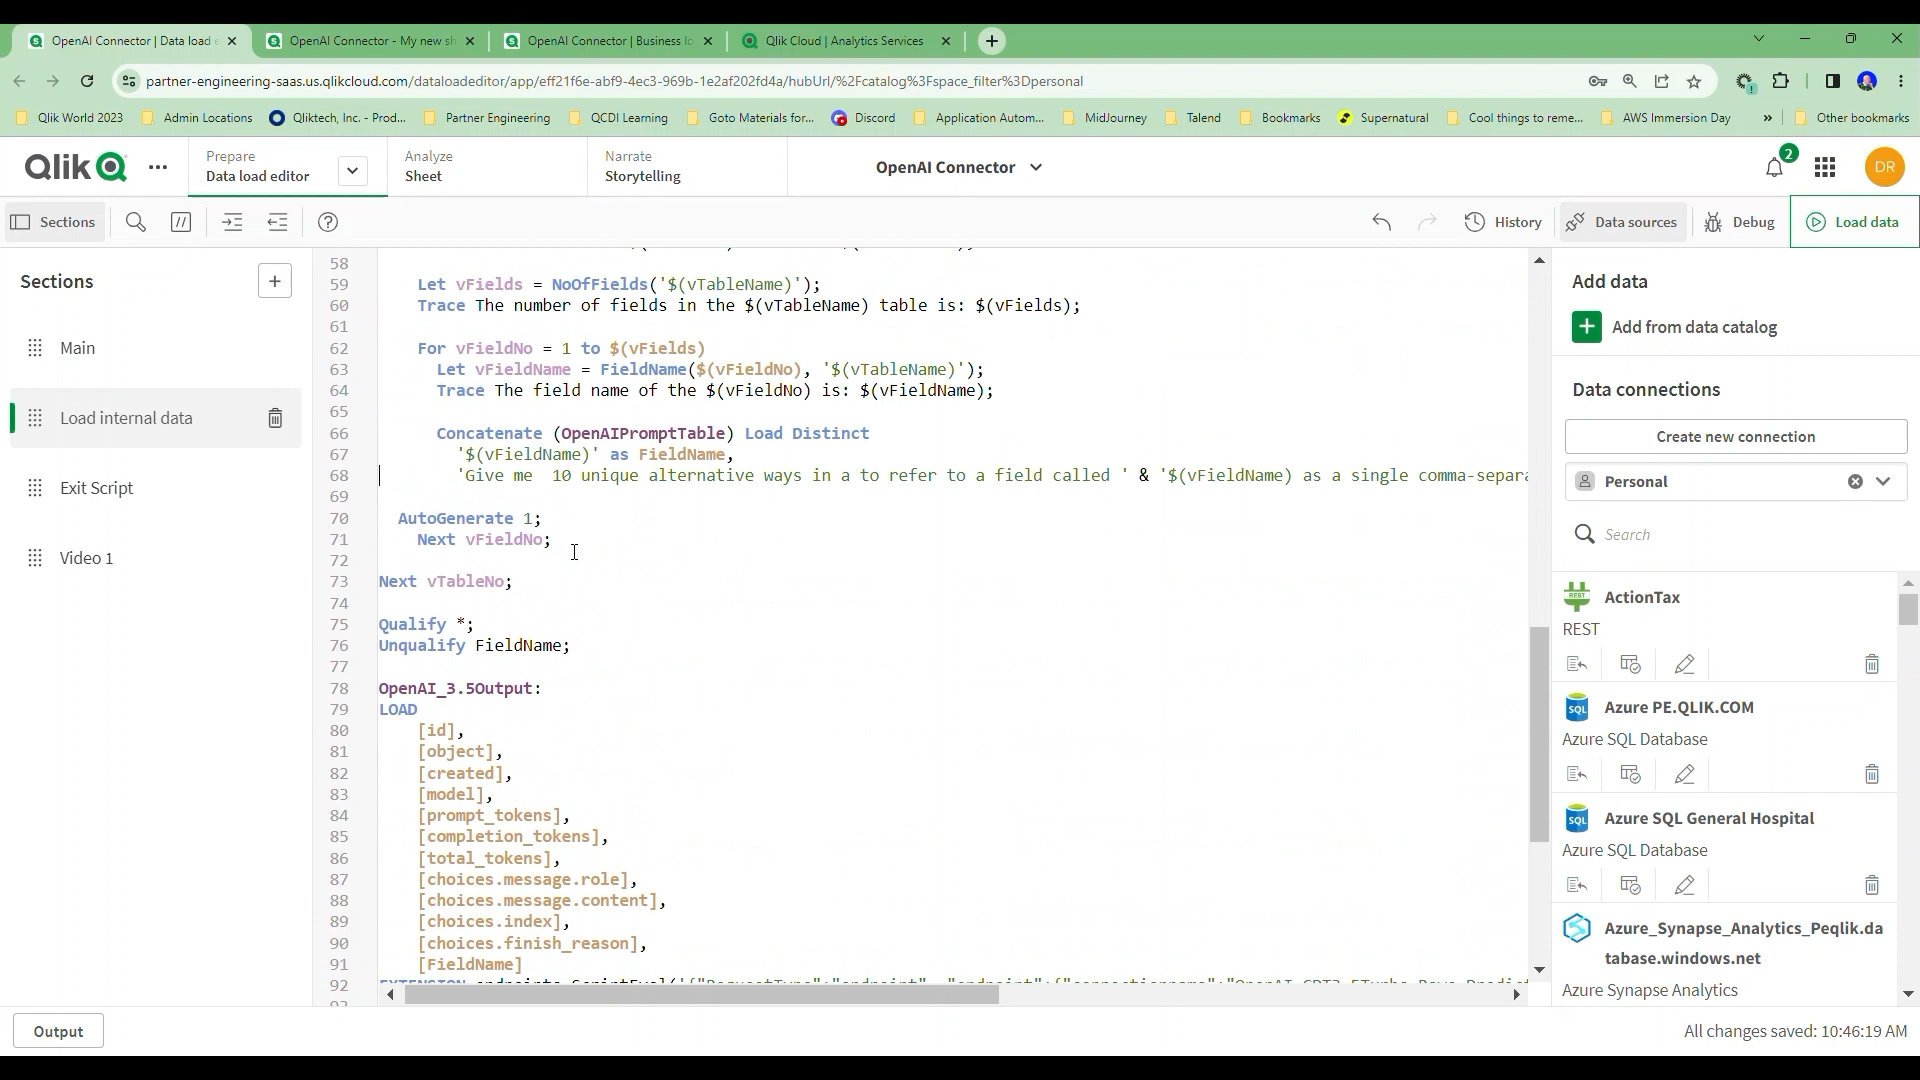 OpenAI Connector | Data load e
OpenAI Connector - My new sh
OpenAI Connector | Business lo
Qlik Cloud | Analytics Services
partner-engineering-saas.us.qlikcloud.com/dataloadeditor/app/eff21f6e-abf9-4ec3-969b-1e2af202fd4a/hubUrl/%2Fcatalog%3Fspace_filter%3Dpersonal
Qlik World 2023 Admin Locations Qliktech, Inc. - Prod... Partner Engineering QCDI Learning Goto Materials for... Discord Application Autom... MidJourney Talend Bookmarks Supernatural Cool things to reme... AWS Immersion Day » Other bookmarks
Qlik
Prepare
Data load editor
Analyze
Sheet
Narrate
Storytelling
OpenAI Connector
2
DR
Sections
History
Data sources
Debug
Load data
Sections
Main
Load internal data
Exit Script
Video 1
58
59 Let vFields = NoOfFields('$(vTableName)');
60 Trace The number of fields in the $(vTableName) table is: $(vFields);
61
62 For vFieldNo = 1 to $(vFields)
63 Let vFieldName = FieldName($(vFieldNo), '$(vTableName)');
64 Trace The field name of the $(vFieldNo) is: $(vFieldName);
65
66 Concatenate (OpenAIPromptTable) Load Distinct
67 '$(vFieldName)' as FieldName,
68 'Give me  10 unique alternative ways in a to refer to a field called ' & '$(vFieldName) as a single comma-separa
69
70 AutoGenerate 1;
71 Next vFieldNo;
72
73 Next vTableNo;
74
75 Qualify *;
76 Unqualify FieldName;
77
78 OpenAI_3.5Output:
79 LOAD
80 [id],
81 [object],
82 [created],
83 [model],
84 [prompt_tokens],
85 [completion_tokens],
86 [total_tokens],
87 [choices.message.role],
88 [choices.message.content],
89 [choices.index],
90 [choices.finish_reason],
91 [FieldName]
92
Add data
Add from data catalog
Data connections
Create new connection
Personal
Search
ActionTax
REST
Azure PE.QLIK.COM
Azure SQL Database
Azure SQL General Hospital
Azure SQL Database
Azure_Synapse_Analytics_Peqlik.da
tabase.windows.net
Azure Synapse Analytics
Output
All changes saved: 10:46:19 AM